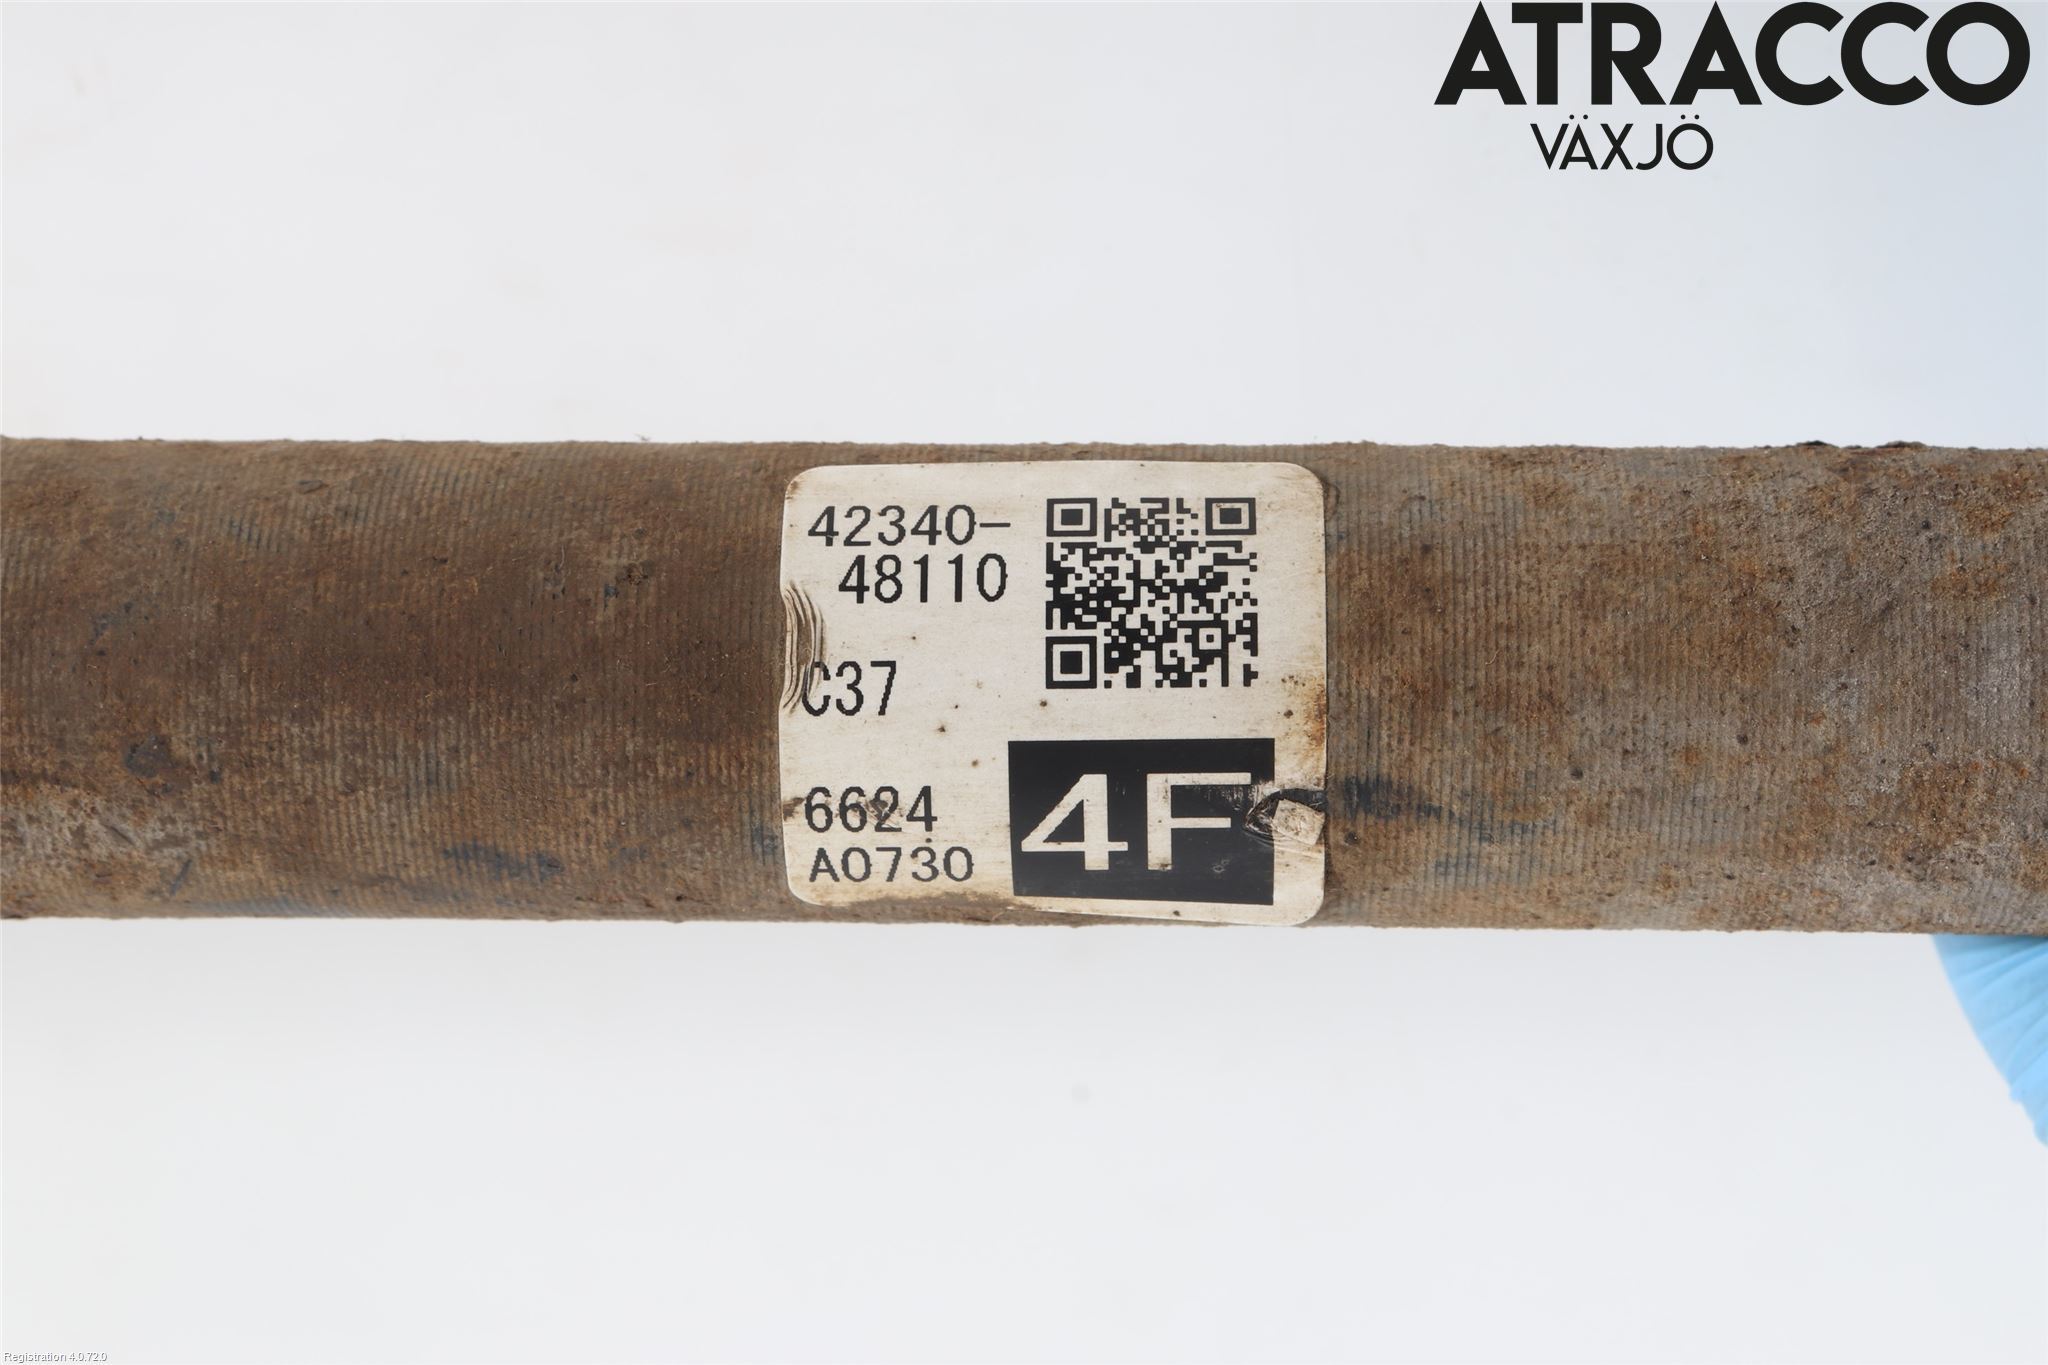 ATRACCO
VÄXJÖ
42340-
48110
C37
6624
A0730
4F
Registration 4.0.72.0